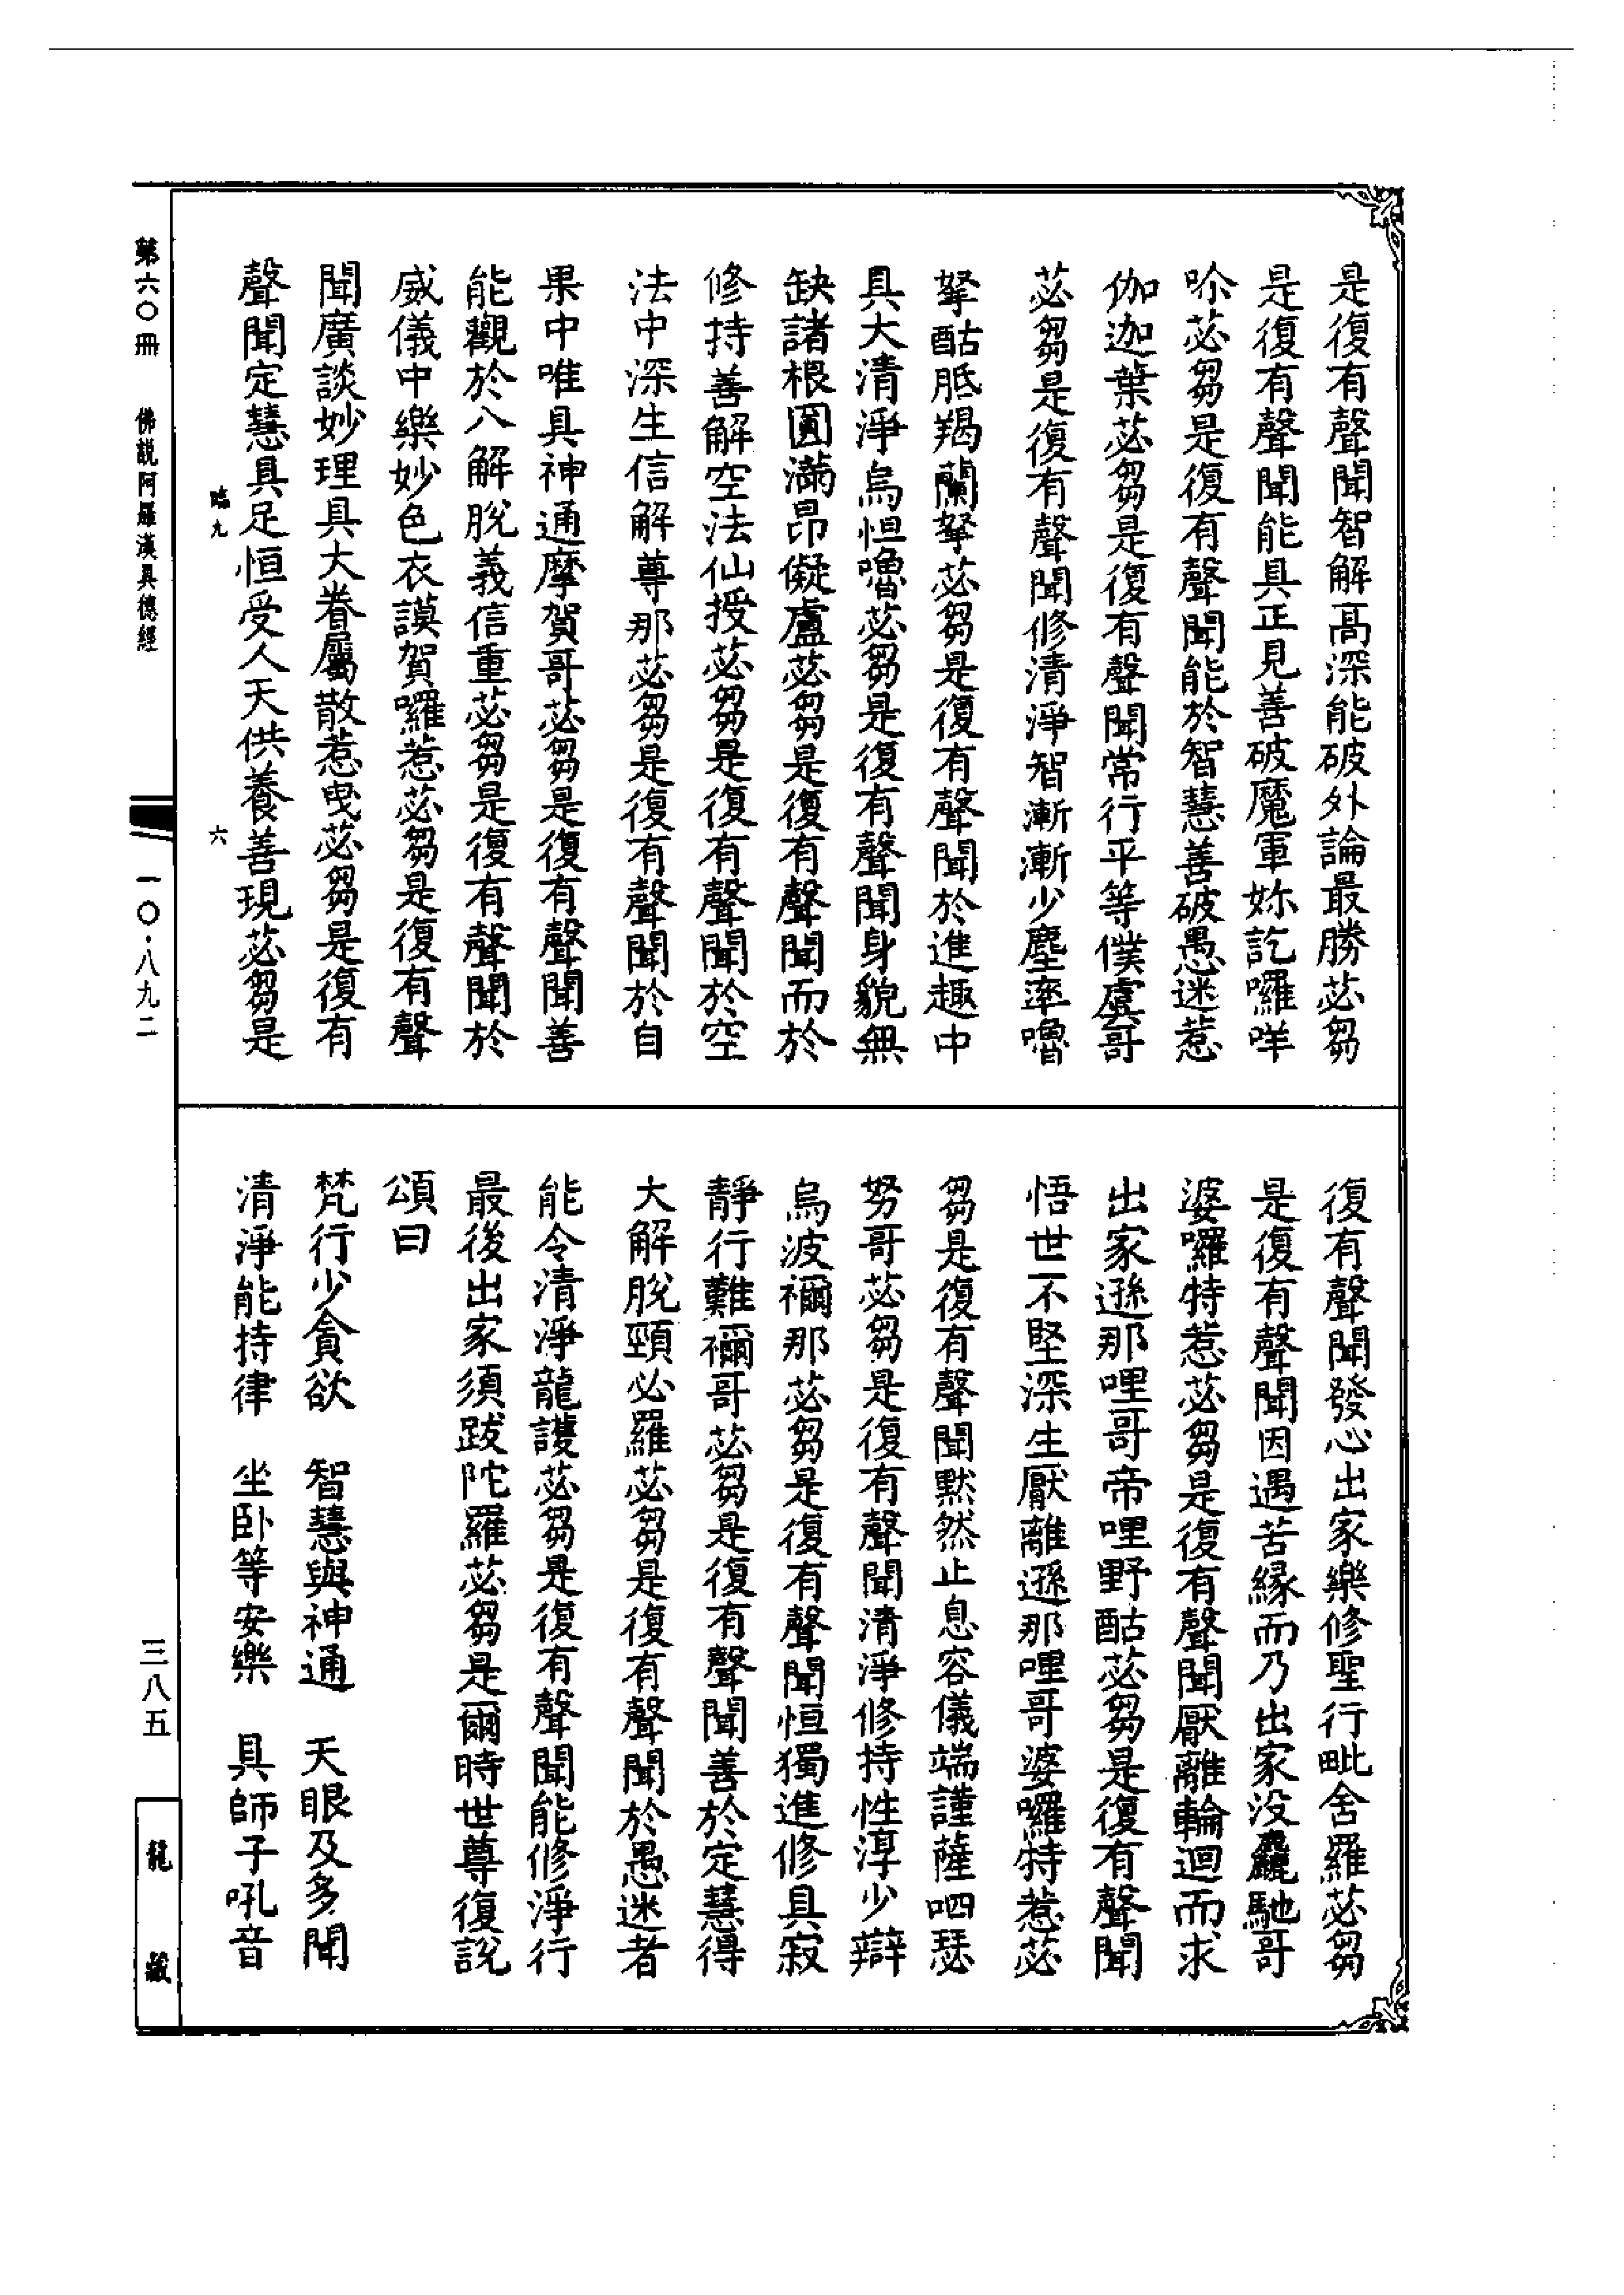 是復有聲聞智解高深能破外論最勝苾芻
是復有聲聞能具正見善破魔軍妳訖囉咩
吤苾芻是復有聲聞能於智慧善破愚迷惹
伽迦葉苾芻是復有聲聞常行平等僕虞哥
苾芻是復有聲聞修清淨智漸漸少塵率嚕
拏酤胝羯蘭拏苾芻是復有聲聞於進趣中
具大清淨烏怛嚕苾芻是復有聲聞身貌無
缺諸根圓滿昂儗盧苾芻是復有聲聞而於
修持善解空法仙授苾芻是復有聲聞於空
法中深生信解尊那苾芻是復有聲聞於自
果中唯具神通摩賀哥苾芻是復有聲聞善
能觀於八解脫義信重苾芻是復有聲聞於
威儀中樂妙色衣謨賀囉惹苾芻是復有聲
聞廣談妙理具大眷屬散惹曳苾芻是復有
聲聞定慧具足恒受人天供養善現苾芻是
臨九
六
復有聲聞發心出家樂修聖行毗舍羅苾芻
是復有聲聞因遇苦緣而乃出家没麗馳哥
婆囉特惹苾芻是復有聲聞厭離輪迴而求
出家遜那哩哥帝哩野酤苾芻是復有聲聞
悟世不堅深生厭離遜那哩哥婆囉特惹苾
芻是復有聲聞默然止息容儀端謹薩呬瑟
努哥苾芻是復有聲聞清淨修持性淳少辯
烏波禰那苾芻是復有聲聞恒獨進修具寂
靜行難禰哥苾芻是復有聲聞善於定慧得
大解脫頸必羅苾芻是復有聲聞於愚迷者
能令清淨龍護苾芻是復有聲聞能修淨行
最後出家須跋陀羅苾芻是爾時世尊復說
頌曰
梵行少貪欲　智慧與神通　天眼及多聞
清淨能持律　坐卧等安樂　具師子吼音
第六〇冊　佛説阿羅漢具德經
一〇·八九二
三八五
龍藏